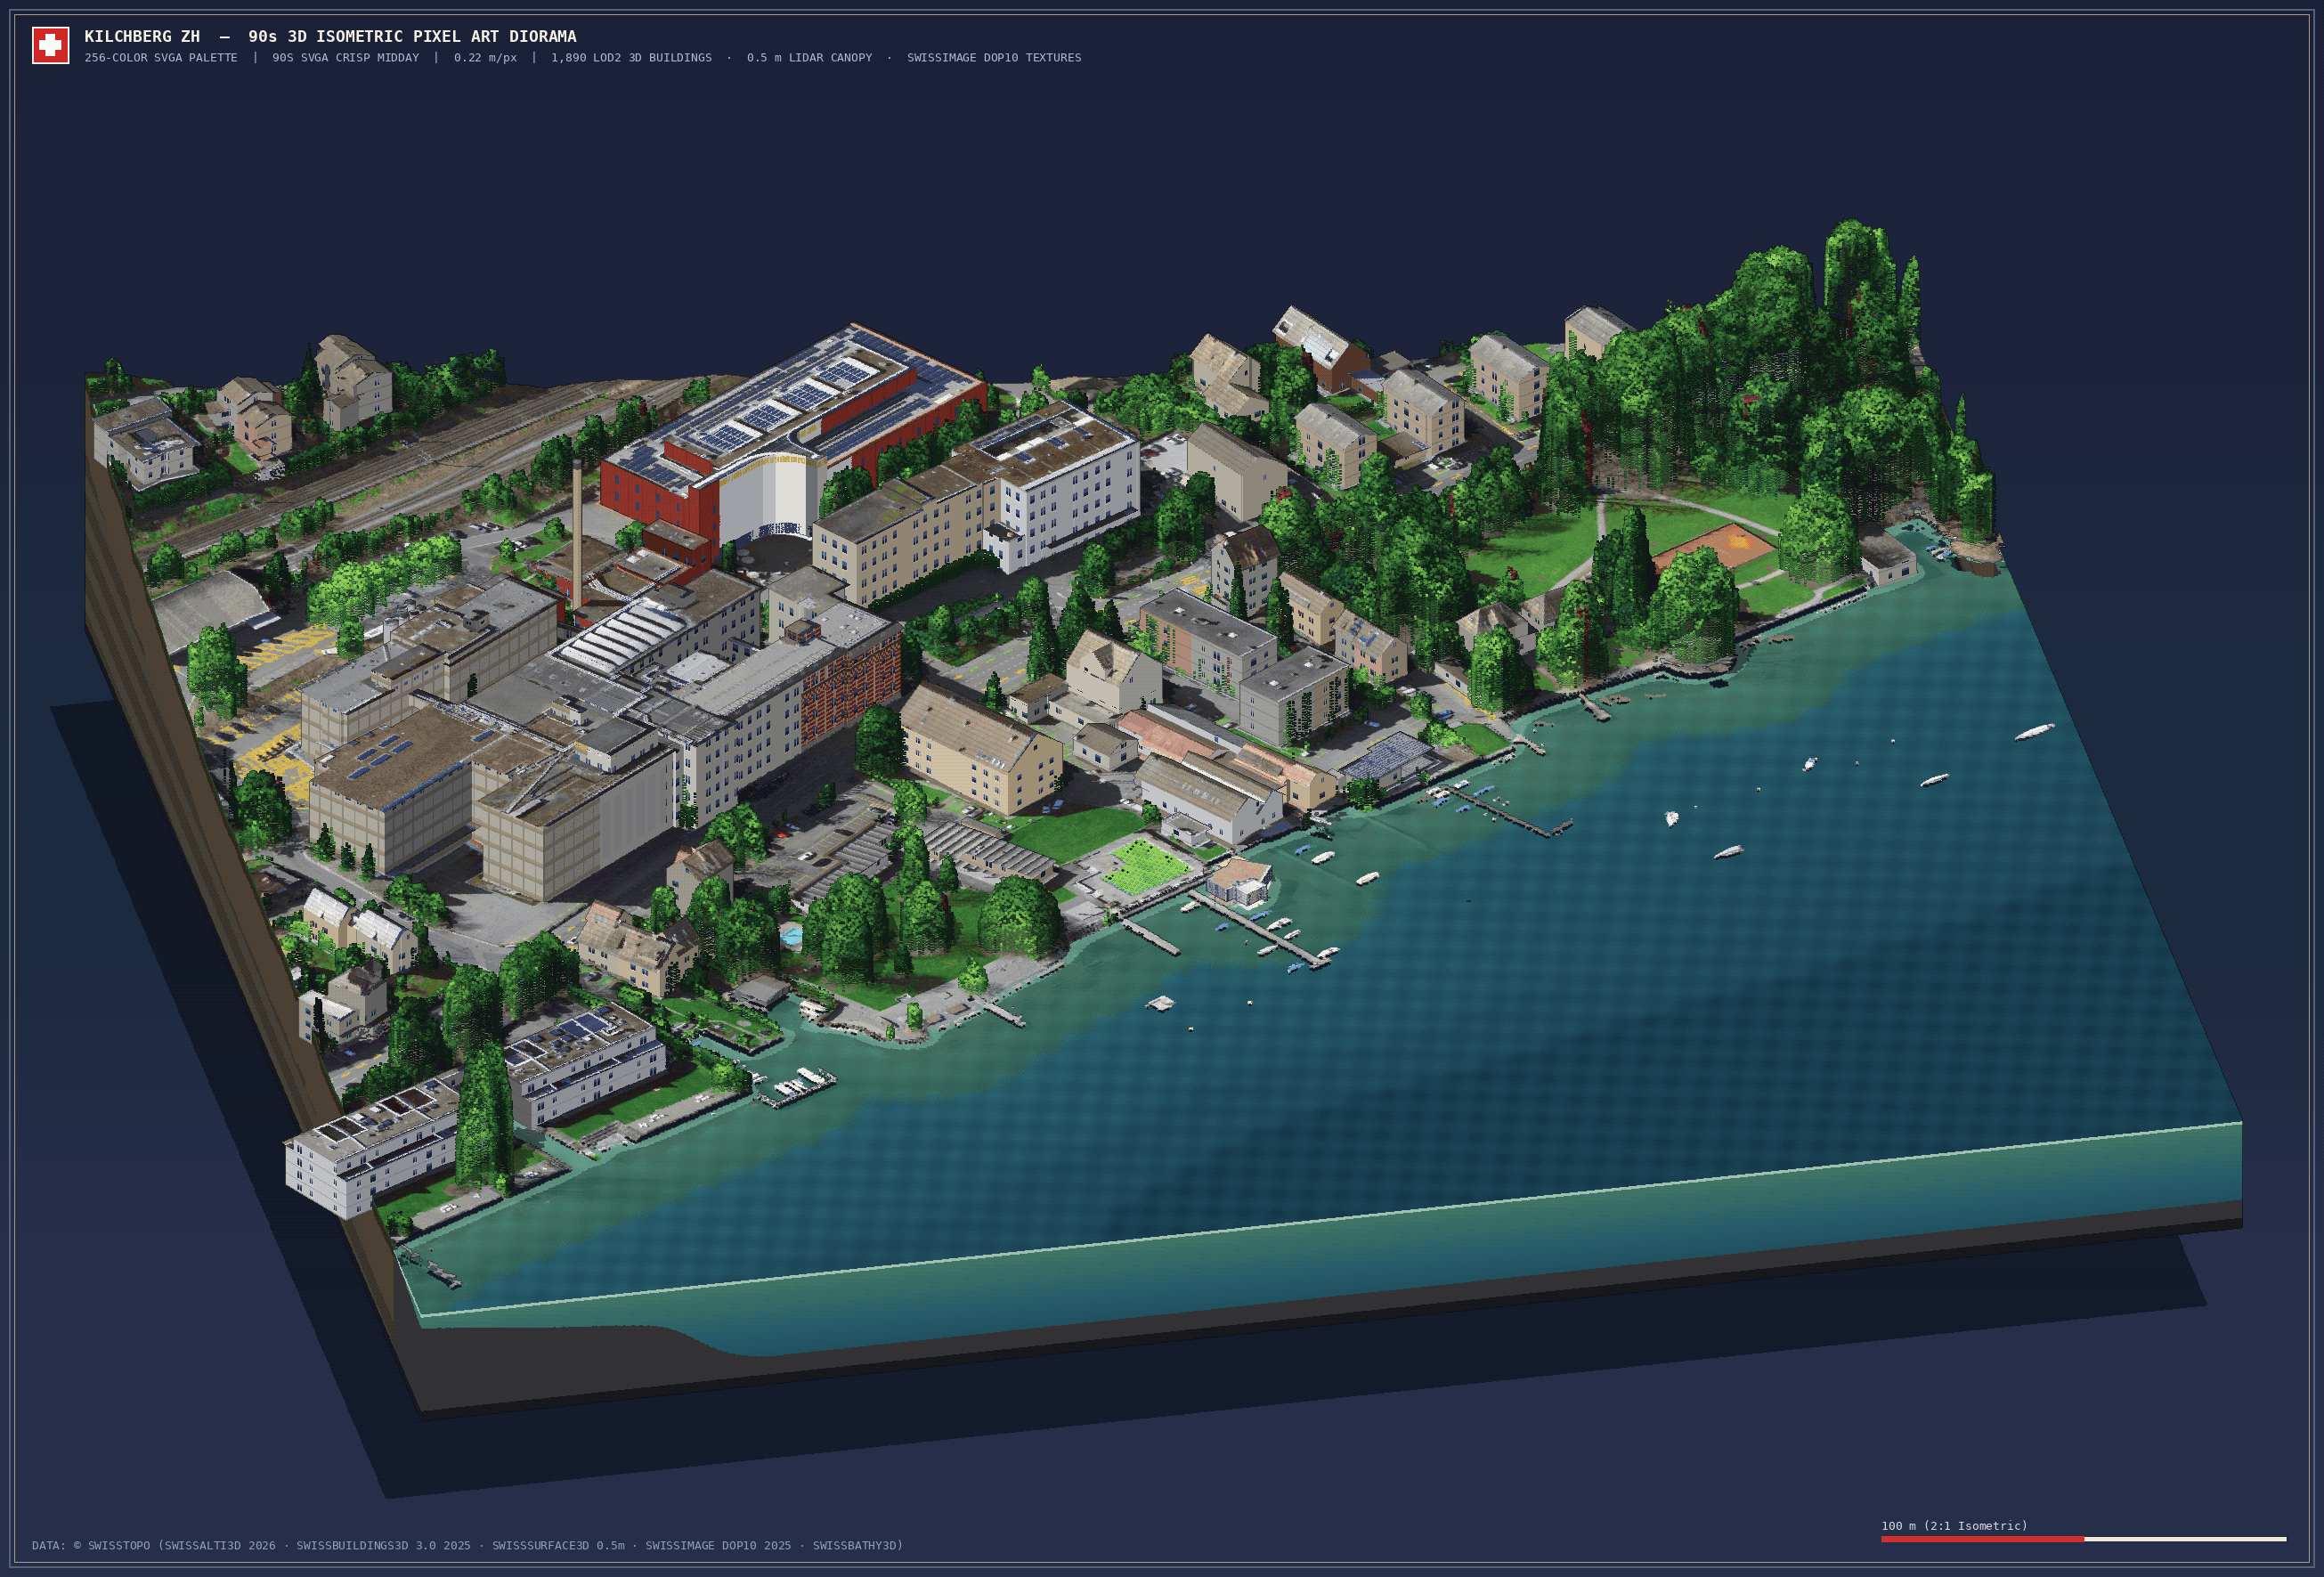 KILCHBERG ZH — 90s 3D ISOMETRIC PIXEL ART DIORAMA
256-COLOR SVGA PALETTE | 90S SVGA CRISP MIDDAY | 0.22 m/px | 1,890 LOD2 3D BUILDINGS · 0.5 m LIDAR CANOPY · SWISSIMAGE DOP10 TEXTURES
100 m (2:1 Isometric)
DATA: © SWISSTOPO (SWISSALTI3D 2026 · SWISSBUILDINGS3D 3.0 2025 · SWISSSURFACE3D 0.5m · SWISSIMAGE DOP10 2025 · SWISSBATHY3D)